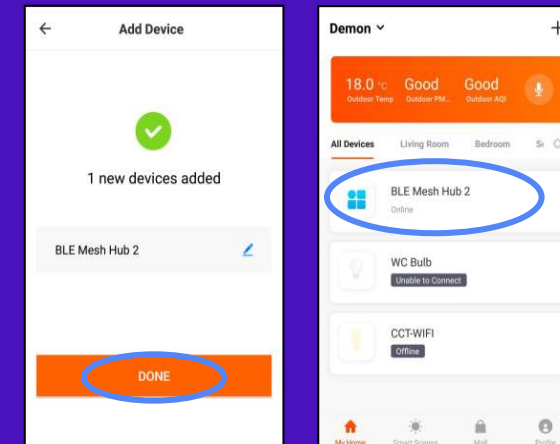 Add Device
1 new devices added
BLE Mesh Hub 2
DONE
Demon
18.0 °C Good Good
Outdoor Temp Outdoor PM... Outdoor AQI
All Devices Living Room Bedroom
BLE Mesh Hub 2
Online
WC Bulb
Unable to Connect
CCT-WIFI
Offline
My Home Smart Scenes Mall Profile